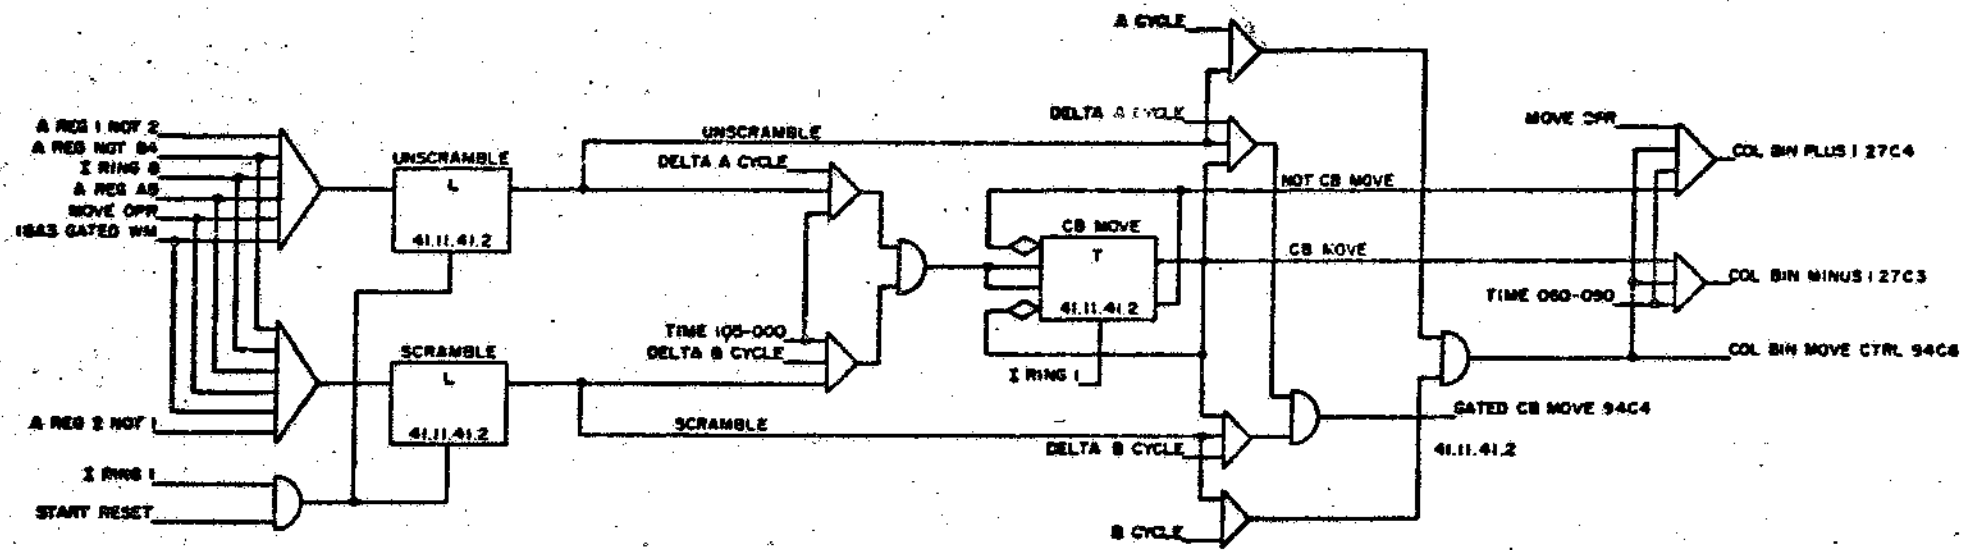 A CYCLE
DELTA A CYCLE
MOVE OPR
A REG 1 NOT 2
A REG NOT 84
I RING 8
A REG
MOVE OPR
GATED WM
UNSCRAMBLE
L
41.11.41.2
UNSCRAMBLE
DELTA A CYCLE
COL BIN PLUS 1 27C4
NOT CB MOVE
CB MOVE
T
41.11.41.2
CB MOVE
COL BIN MINUS 1 27C3
TIME 060-090
TIME 105-000
DELTA B CYCLE
I RING 1
SCRAMBLE
L
41.11.41.2
COL BIN MOVE CTRL
GATED CB MOVE 94C4
A REG 2 NOT 1
SCRAMBLE
DELTA B CYCLE
41.11.41.2
I RING 1
START RESET
B CYCLE